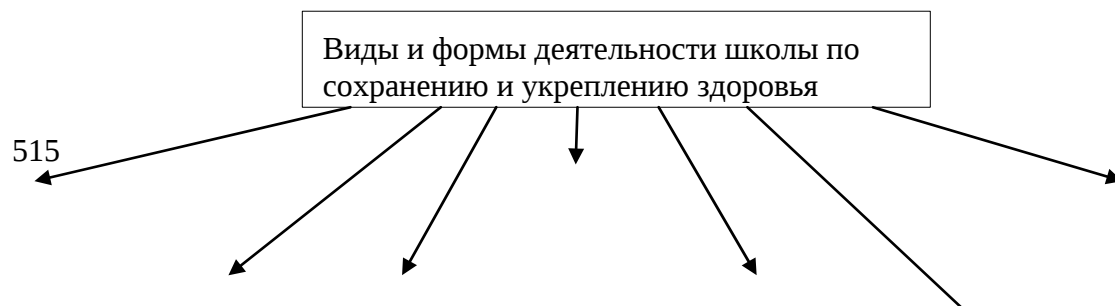 Виды и формы деятельности школы по
сохранению и укреплению здоровья
515